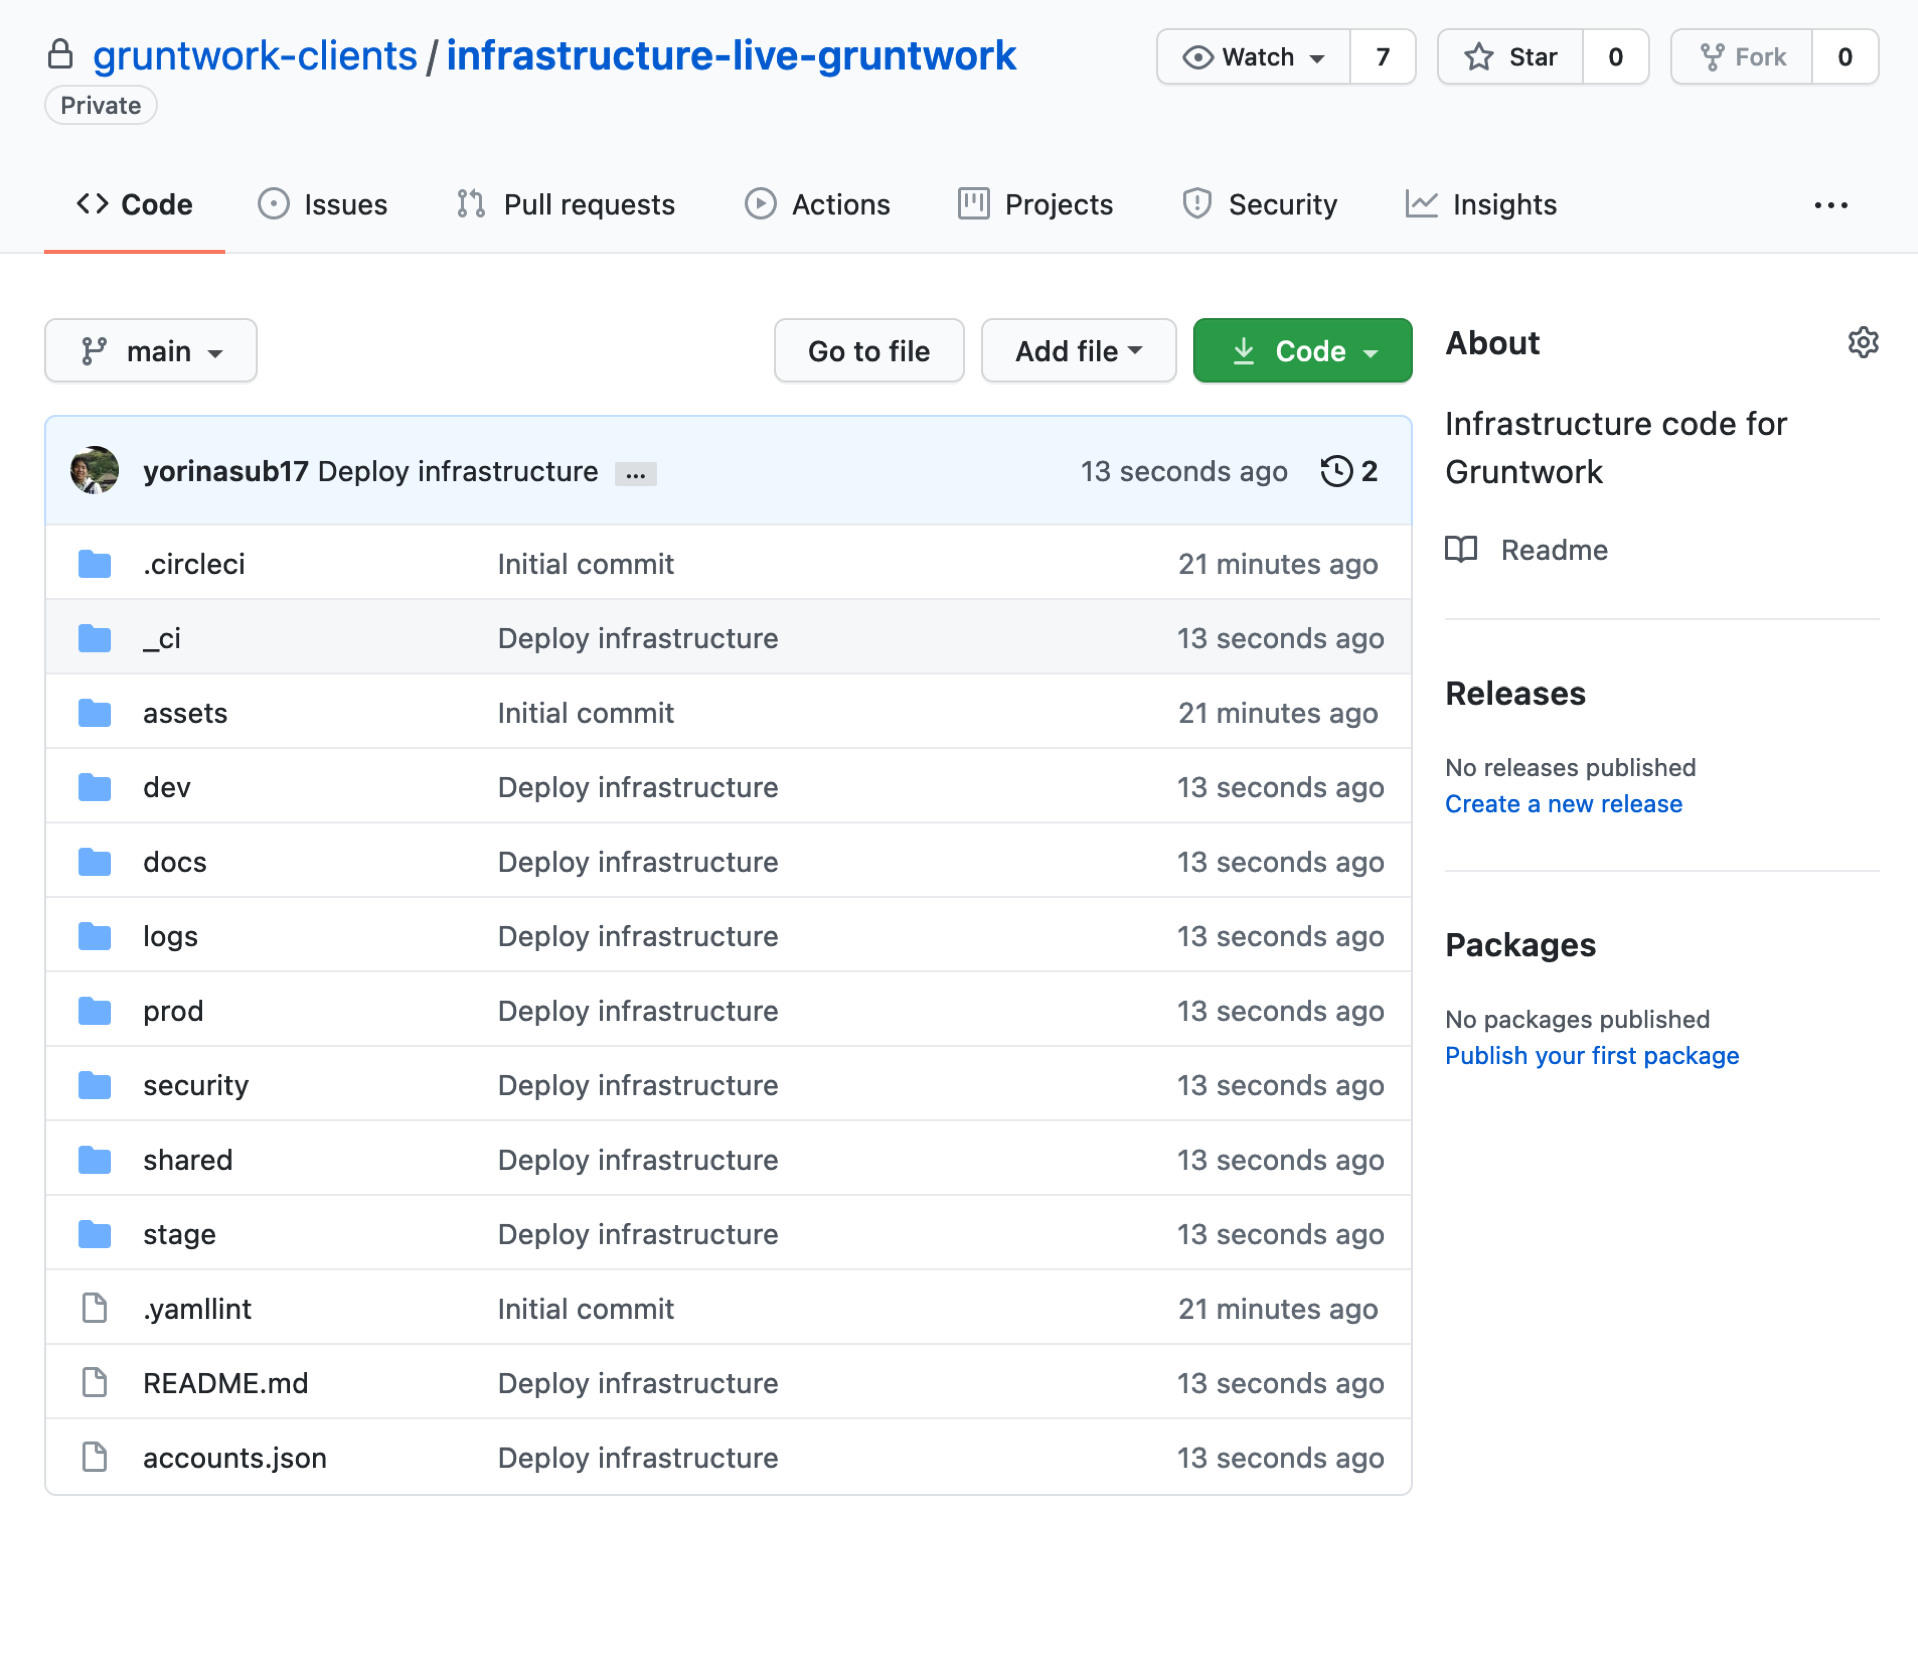 gruntwork-clients / infrastructure-live-gruntwork
Private
Watch 7
Star 0
Fork 0
Code Issues Pull requests Actions Projects Security Insights ...
main
Go to file Add file Code
yorinasub17 Deploy infrastructure ... 13 seconds ago 2
.circleci Initial commit 21 minutes ago
_ci Deploy infrastructure 13 seconds ago
assets Initial commit 21 minutes ago
dev Deploy infrastructure 13 seconds ago
docs Deploy infrastructure 13 seconds ago
logs Deploy infrastructure 13 seconds ago
prod Deploy infrastructure 13 seconds ago
security Deploy infrastructure 13 seconds ago
shared Deploy infrastructure 13 seconds ago
stage Deploy infrastructure 13 seconds ago
.yamllint Initial commit 21 minutes ago
README.md Deploy infrastructure 13 seconds ago
accounts.json Deploy infrastructure 13 seconds ago
About
Infrastructure code for
Gruntwork
Readme
Releases
No releases published
Create a new release
Packages
No packages published
Publish your first package